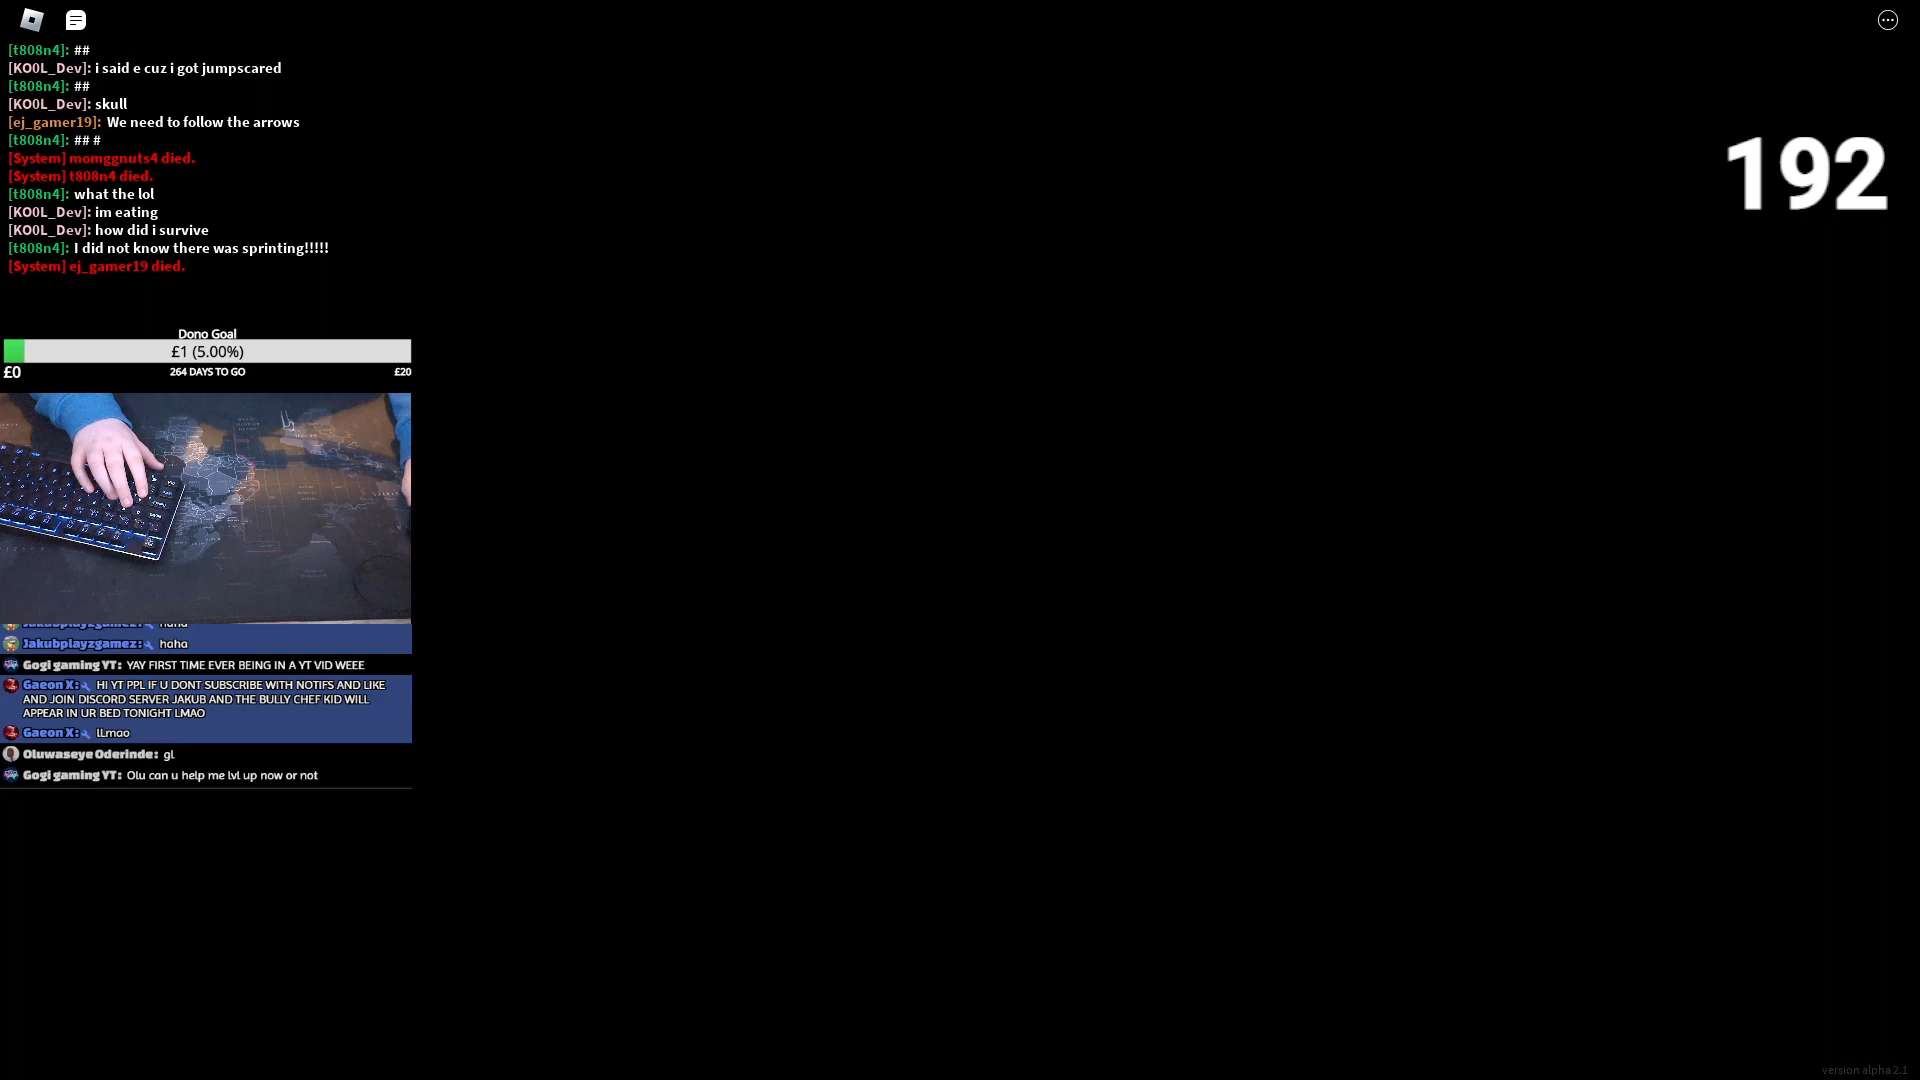 [t808n4]: ##
[KO0L_Dev]: i said e cuz i got jumpscared
[t808n4]: ##
[KO0L_Dev]: skull
[ej_gamer19]: We need to follow the arrows
[t808n4]: ## #
[System] momggnuts4 died.
[System] t808n4 died.
[t808n4]: what the lol
[KO0L_Dev]: im eating
[KO0L_Dev]: how did i survive
[t808n4]: I did not know there was sprinting!!!!!
[System] ej_gamer19 died.
192
Dono Goal
£1 (5.00%)
£0 264 DAYS TO GO £20
Jakubplayzgamez: haha
Jakubplayzgamez: haha
Gogi gaming YT: YAY FIRST TIME EVER BEING IN A YT VID WEEE
Gaeon X: HI YT PPL IF U DONT SUBSCRIBE WITH NOTIFS AND LIKE
AND JOIN DISCORD SERVER JAKUB AND THE BULLY CHEF KID WILL
APPEAR IN UR BED TONIGHT LMAO
Gaeon X: lLmao
Oluwaseye Oderinde: gl
Gogi gaming YT: Olu can u help me lvl up now or not
version alpha 2.1